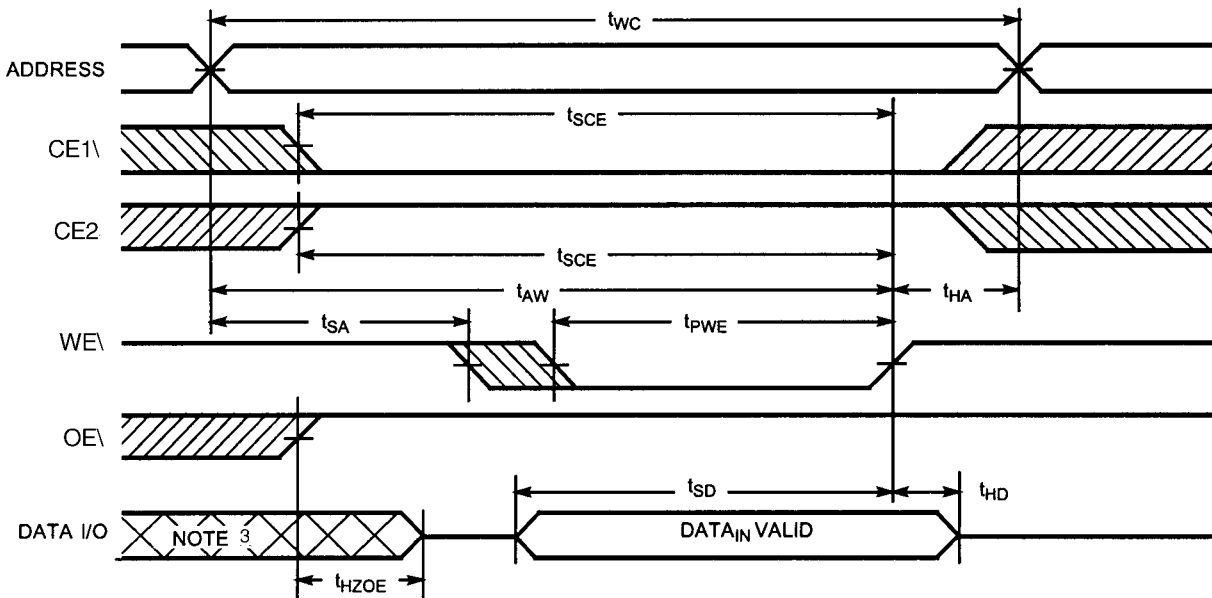 tWC
ADDRESS
tSCE
CE1\
CE2
tSCE
tAW
tHA
tSA
tPWE
WE\
OE\
tSD
tHD
DATA I/O
NOTE 3
DATAIN VALID
tHZOE